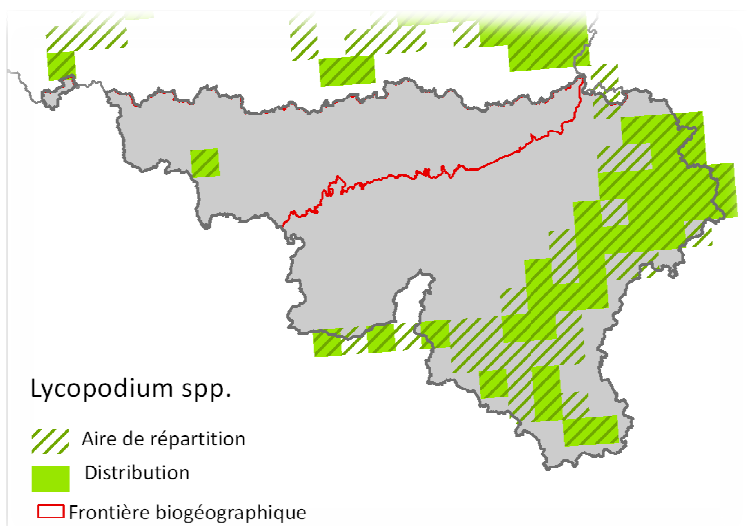 Lycopodium spp.
Aire de répartition
Distribution
Frontière biogéographique